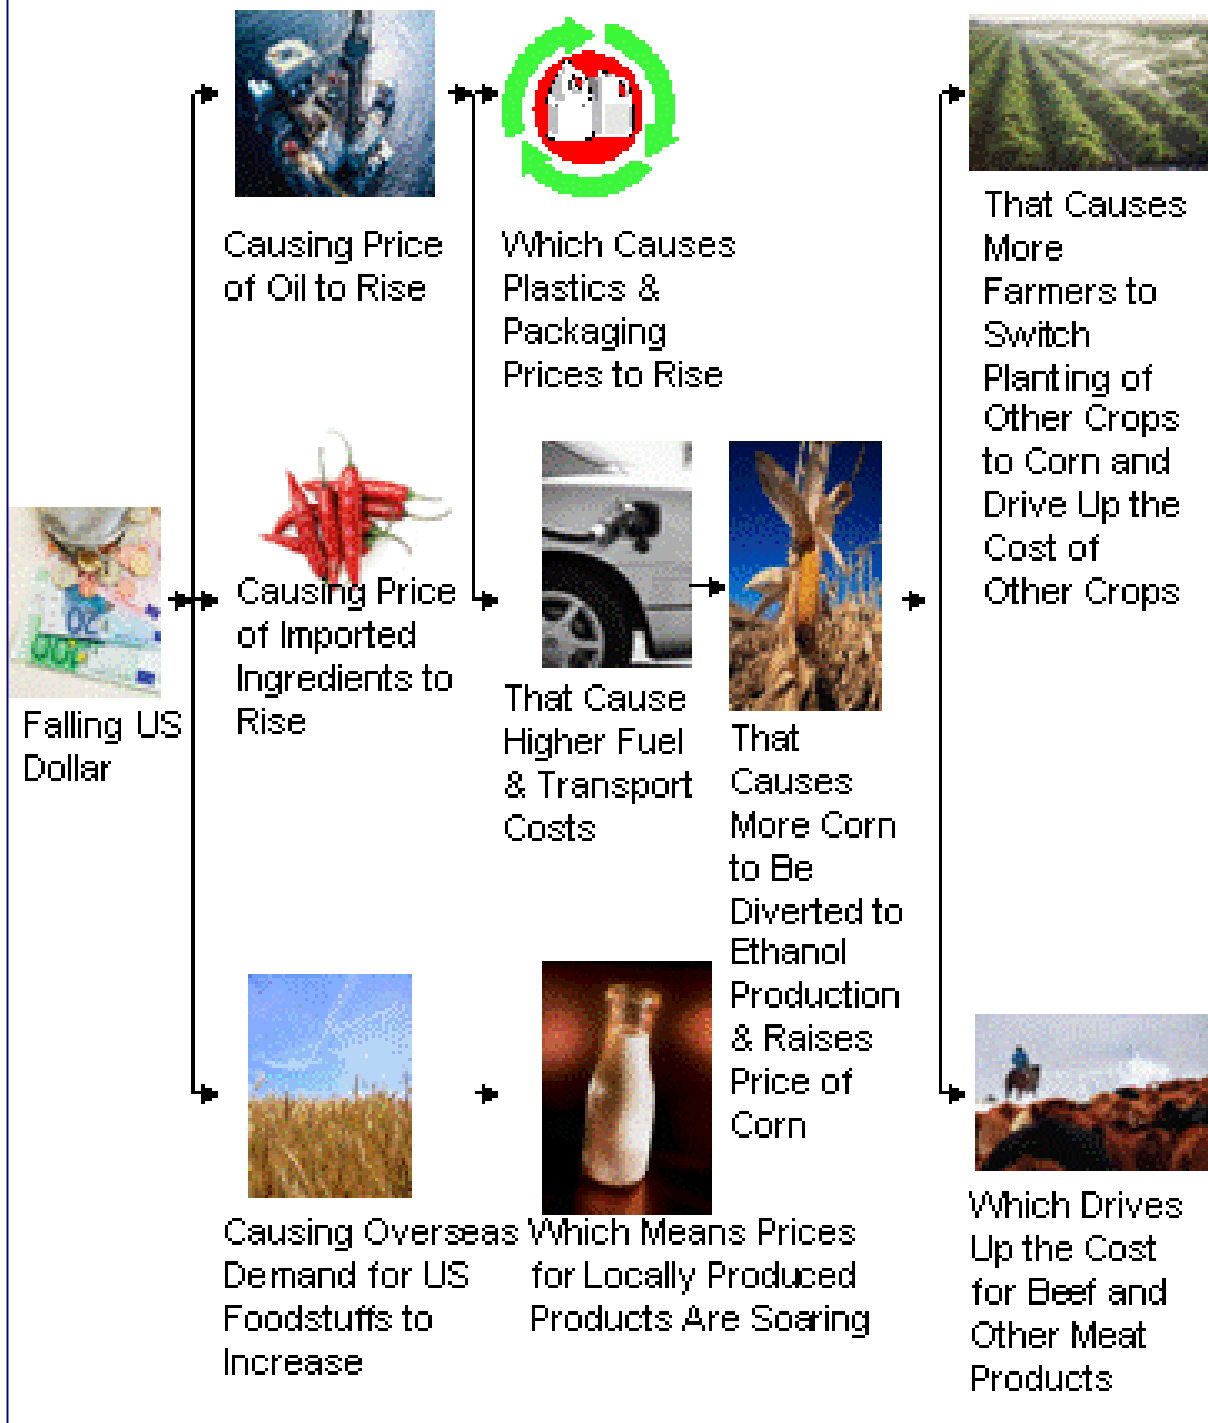 Falling US
Dollar
Causing Price
of Oil to Rise
Which Causes
Plastics &
Packaging
Prices to Rise
Causing Price
of Imported
Ingredients to
Rise
That Cause
Higher Fuel
& Transport
Costs
That
Causes
More Corn
to Be
Diverted to
Ethanol
Production
& Raises
Price of
Corn
That Causes
More
Farmers to
Switch
Planting of
Other Crops
to Corn and
Drive Up the
Cost of
Other Crops
Causing Overseas
Demand for US
Foodstuffs to
Increase
Which Means Prices
for Locally Produced
Products Are Soaring
Which Drives
Up the Cost
for Beef and
Other Meat
Products